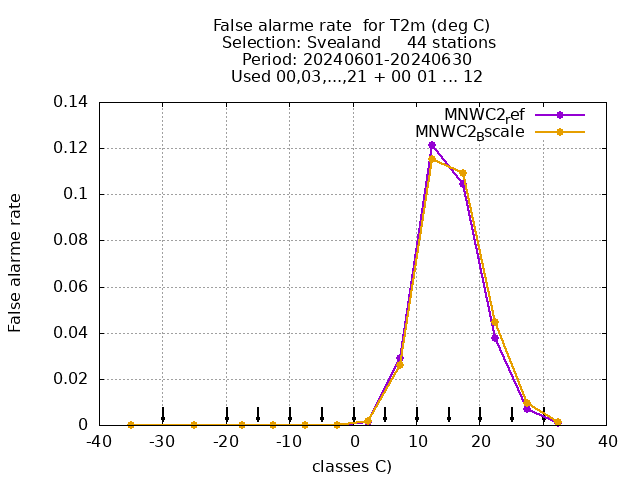 False alarme rate  for T2m (deg C)
Selection: Svealand     44 stations
Period: 20240601-20240630
Used 00,03,...,21 + 00 01 ... 12
MNWC2ref
MNWC2Bscale
False alarme rate
0.14
0.12
0.1
0.08
0.06
0.04
0.02
0
-40 -30 -20 -10 0 10 20 30 40
classes C)